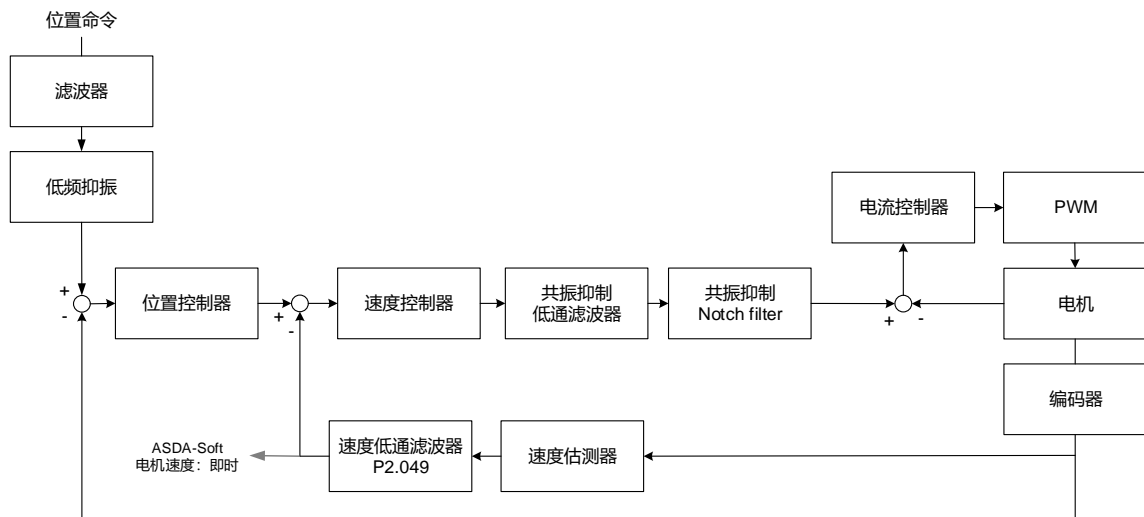 位置命令
滤波器
低频抑振
电流控制器
PWM
+
-
位置控制器
+
-
速度控制器
共振抑制
低通滤波器
共振抑制
Notch filter
+
-
电机
编码器
ASDA-Soft
电机速度：即时
速度低通滤波器
P2.049
速度估测器